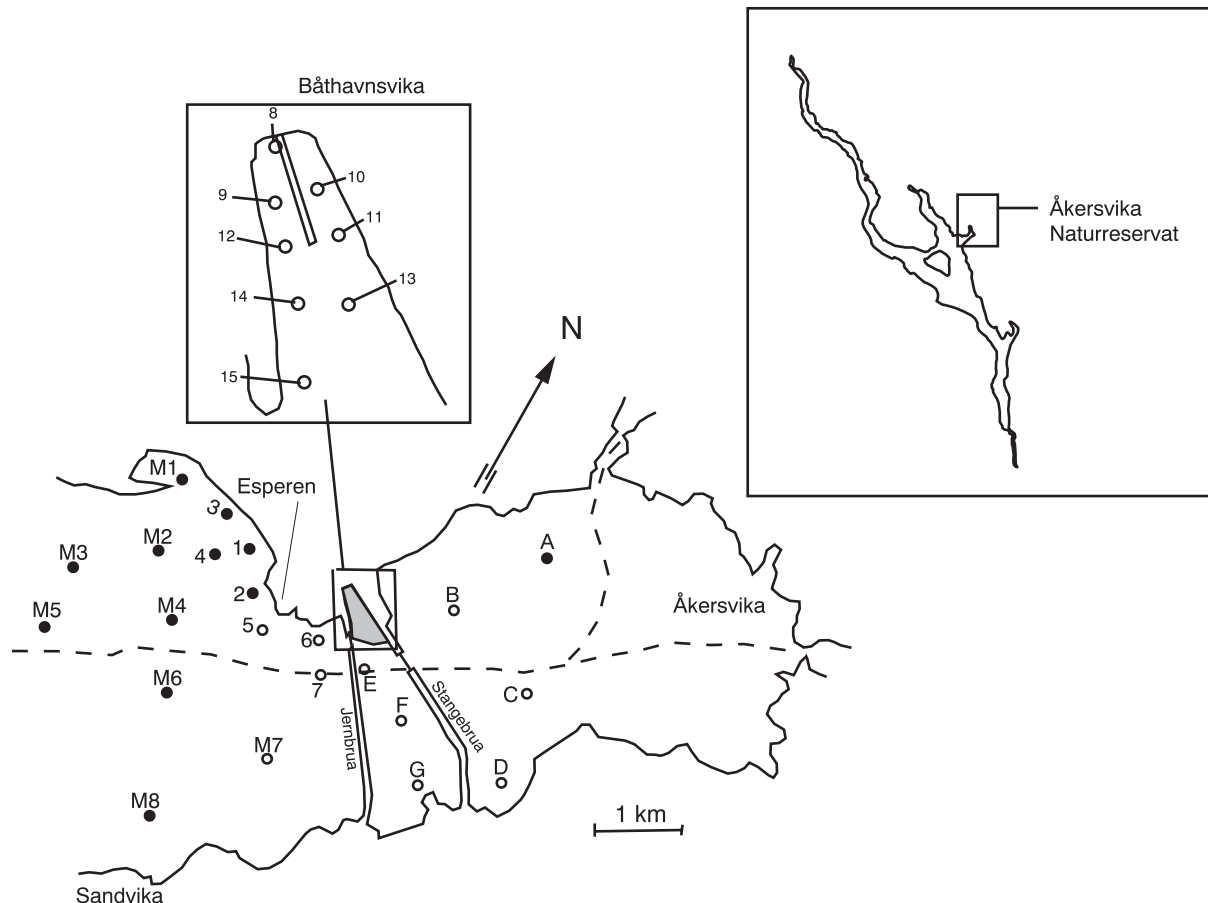 Båthavnsvika
8
9
10
11
12
13
14
15
Åkersvika
Naturreservat
N
M1
Esperen
3
M2
M3
4
1
A
2
B
M5
M4
5
6
Åkersvika
M6
7
E
C
F
Stangebrua
Jernbrua
M7
G
D
M8
1 km
Sandvika